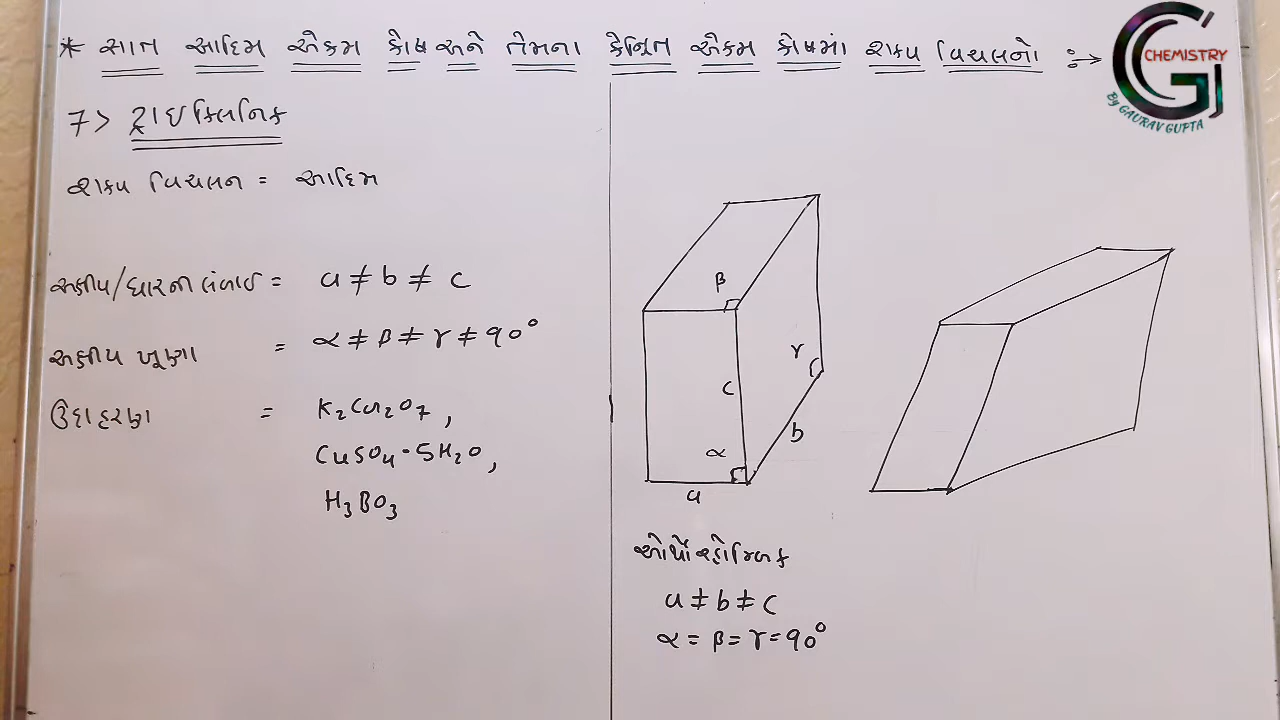 * સાત આદિમ એકમ કોષ અને તેમના કેન્દ્રિત એકમ કોષમાં શક્ય વિચલનો :→
CHEMISTRY
By GAURAV GUPTA
7> ટ્રાઇક્લિનિક
શક્ય વિચલન = આદિમ
અક્ષીય/ધારની લંબાઈ = a ≠ b ≠ c
અક્ષીય ખૂણા = α ≠ β ≠ γ ≠ 90°
ઉદાહરણ = K₂Cr₂O₇,
CuSO₄·5H₂O,
H₃BO₃
β
γ
c
b
α
a
ઓર્થોરહોમ્બિક
a ≠ b ≠ c
α = β = γ = 90°